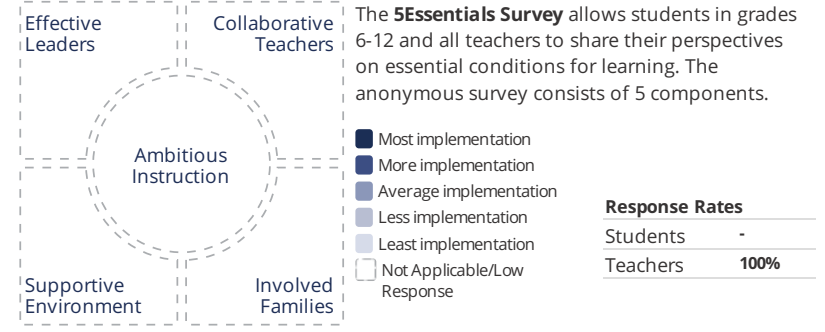 Effective
Leaders
Collaborative
Teachers
Ambitious
Instruction
Supportive
Environment
Involved
Families
The 5Essentials Survey allows students in grades
6-12 and all teachers to share their perspectives
on essential conditions for learning. The
anonymous survey consists of 5 components.
Most implementation
More implementation
Average implementation
Less implementation
Least implementation
Not Applicable/Low
Response
Response Rates
Students -
Teachers 100%